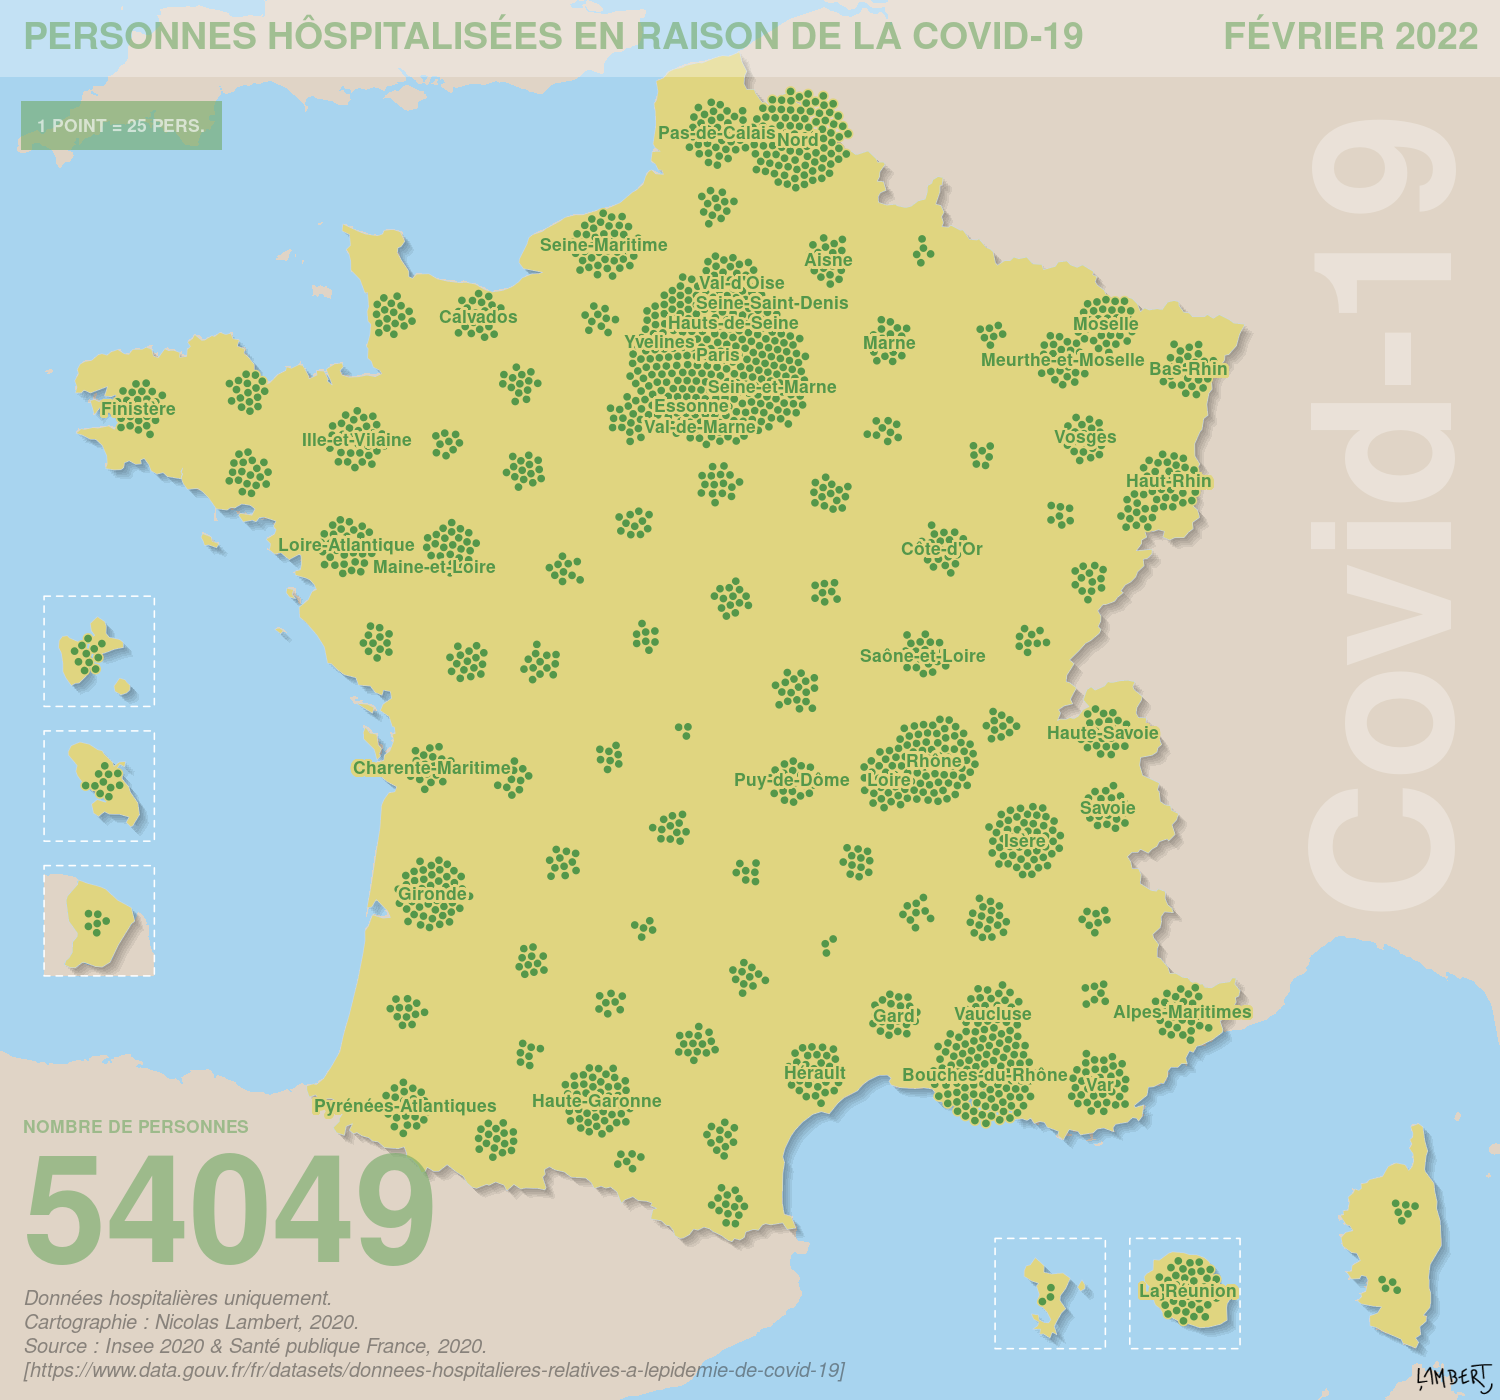 PERSONNES HÔSPITALISÉES EN RAISON DE LA COVID-19
FÉVRIER 2022
1 POINT = 25 PERS.
Covid-19
Pas-de-Calais
Nord
Seine-Maritime
Aisne
Val-d'Oise
Seine-Saint-Denis
Calvados
Hauts-de-Seine
Moselle
Yvelines
Marne
Paris
Meurthe-et-Moselle
Bas-Rhin
Seine-et-Marne
Finistère
Essonne
Val-de-Marne
Ille-et-Vilaine
Vosges
Haut-Rhin
Loire-Atlantique
Côte-d'Or
Maine-et-Loire
Saône-et-Loire
Haute-Savoie
Charente-Maritime
Rhône
Puy-de-Dôme
Loire
Savoie
Isère
Gironde
Vaucluse
Gard
Alpes-Maritimes
Hérault
Bouches-du-Rhône
Var
Haute-Garonne
Pyrénées-Atlantiques
La Réunion
NOMBRE DE PERSONNES
54049
Données hospitalières uniquement.
Cartographie : Nicolas Lambert, 2020.
Source : Insee 2020 & Santé publique France, 2020.
[https://www.data.gouv.fr/fr/datasets/donnees-hospitalieres-relatives-a-lepidemie-de-covid-19]
LAMBERT